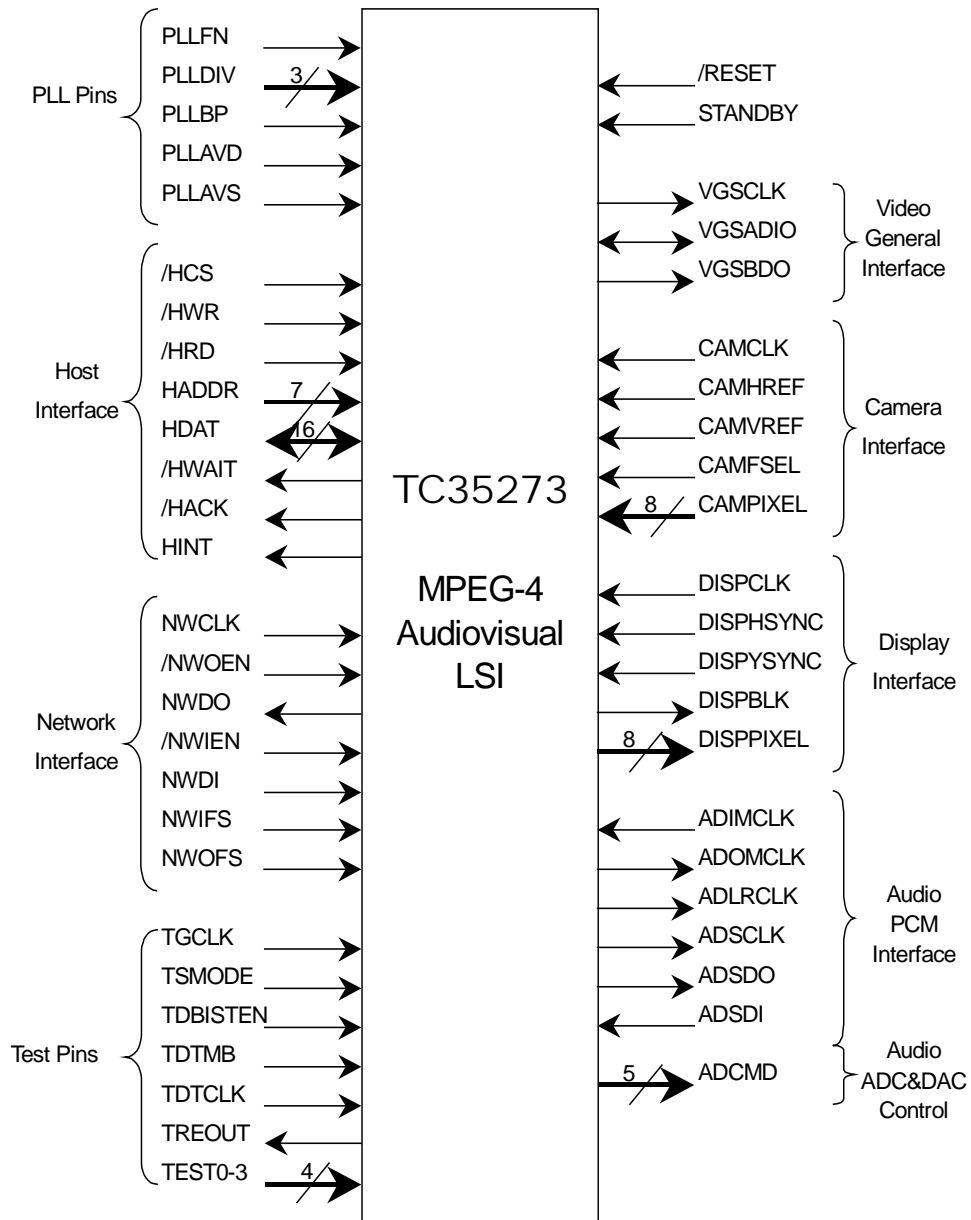 PLL Pins
PLLFN
PLLDIV
3
PLLBP
PLLAVD
PLLAVS
Host
Interface
/HCS
/HWR
/HRD
HADDR
7
HDAT
16
/HWAIT
/HACK
HINT
Network
Interface
NWCLK
/NWOEN
NWDO
/NWIEN
NWDI
NWIFS
NWOFS
Test Pins
TGCLK
TSMODE
TDBISTEN
TDTMB
TDTCLK
TREOUT
TEST0-3
4
TC35273
MPEG-4
Audiovisual
LSI
/RESET
STANDBY
VGSCLK
VGSADIO
VGSBDO
Video
General
Interface
CAMCLK
CAMHREF
CAMVREF
CAMFSEL
8
CAMPIXEL
Camera
Interface
DISPCLK
DISPHSYNC
DISPYSYNC
DISPBLK
8
DISPPIXEL
Display
Interface
ADIMCLK
ADOMCLK
ADLRCLK
ADSCLK
ADSDO
ADSDI
Audio
PCM
Interface
5
ADCMD
Audio
ADC&DAC
Control